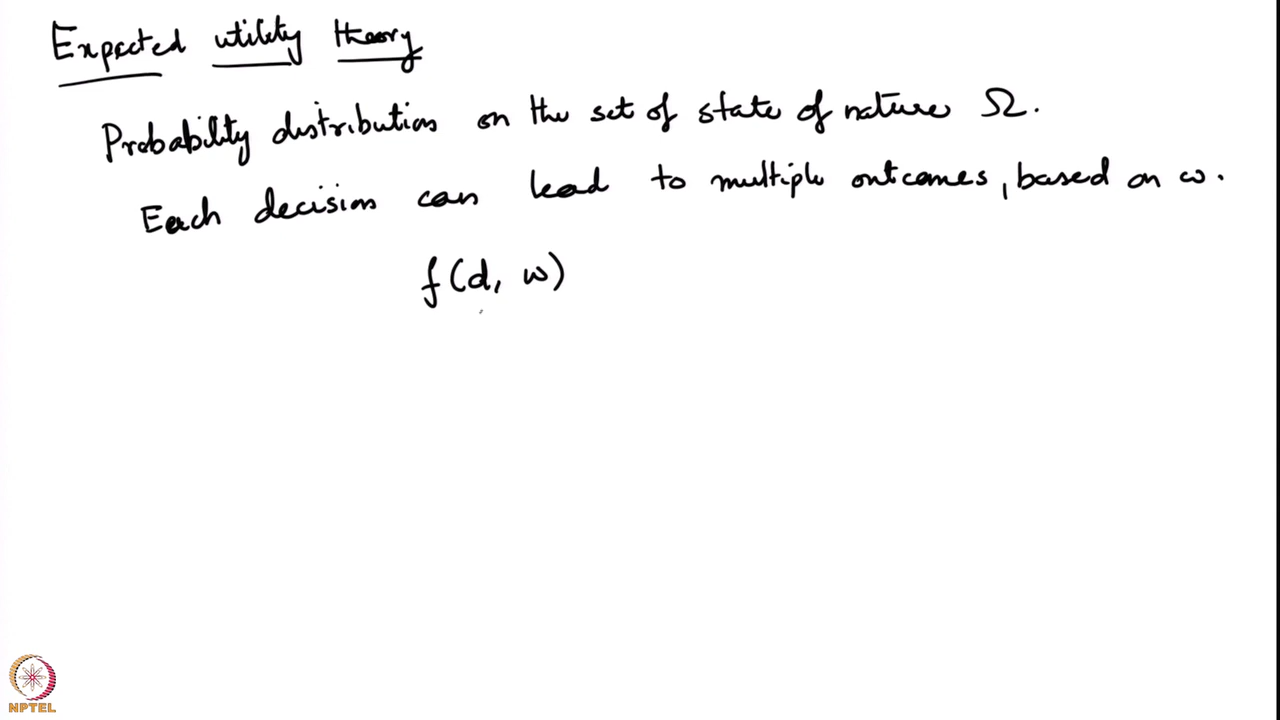 Expected utility theory
Probability distribution on the set of state of nature Ω.
Each decision can lead to multiple outcomes, based on ω.
f(d, ω)
NPTEL